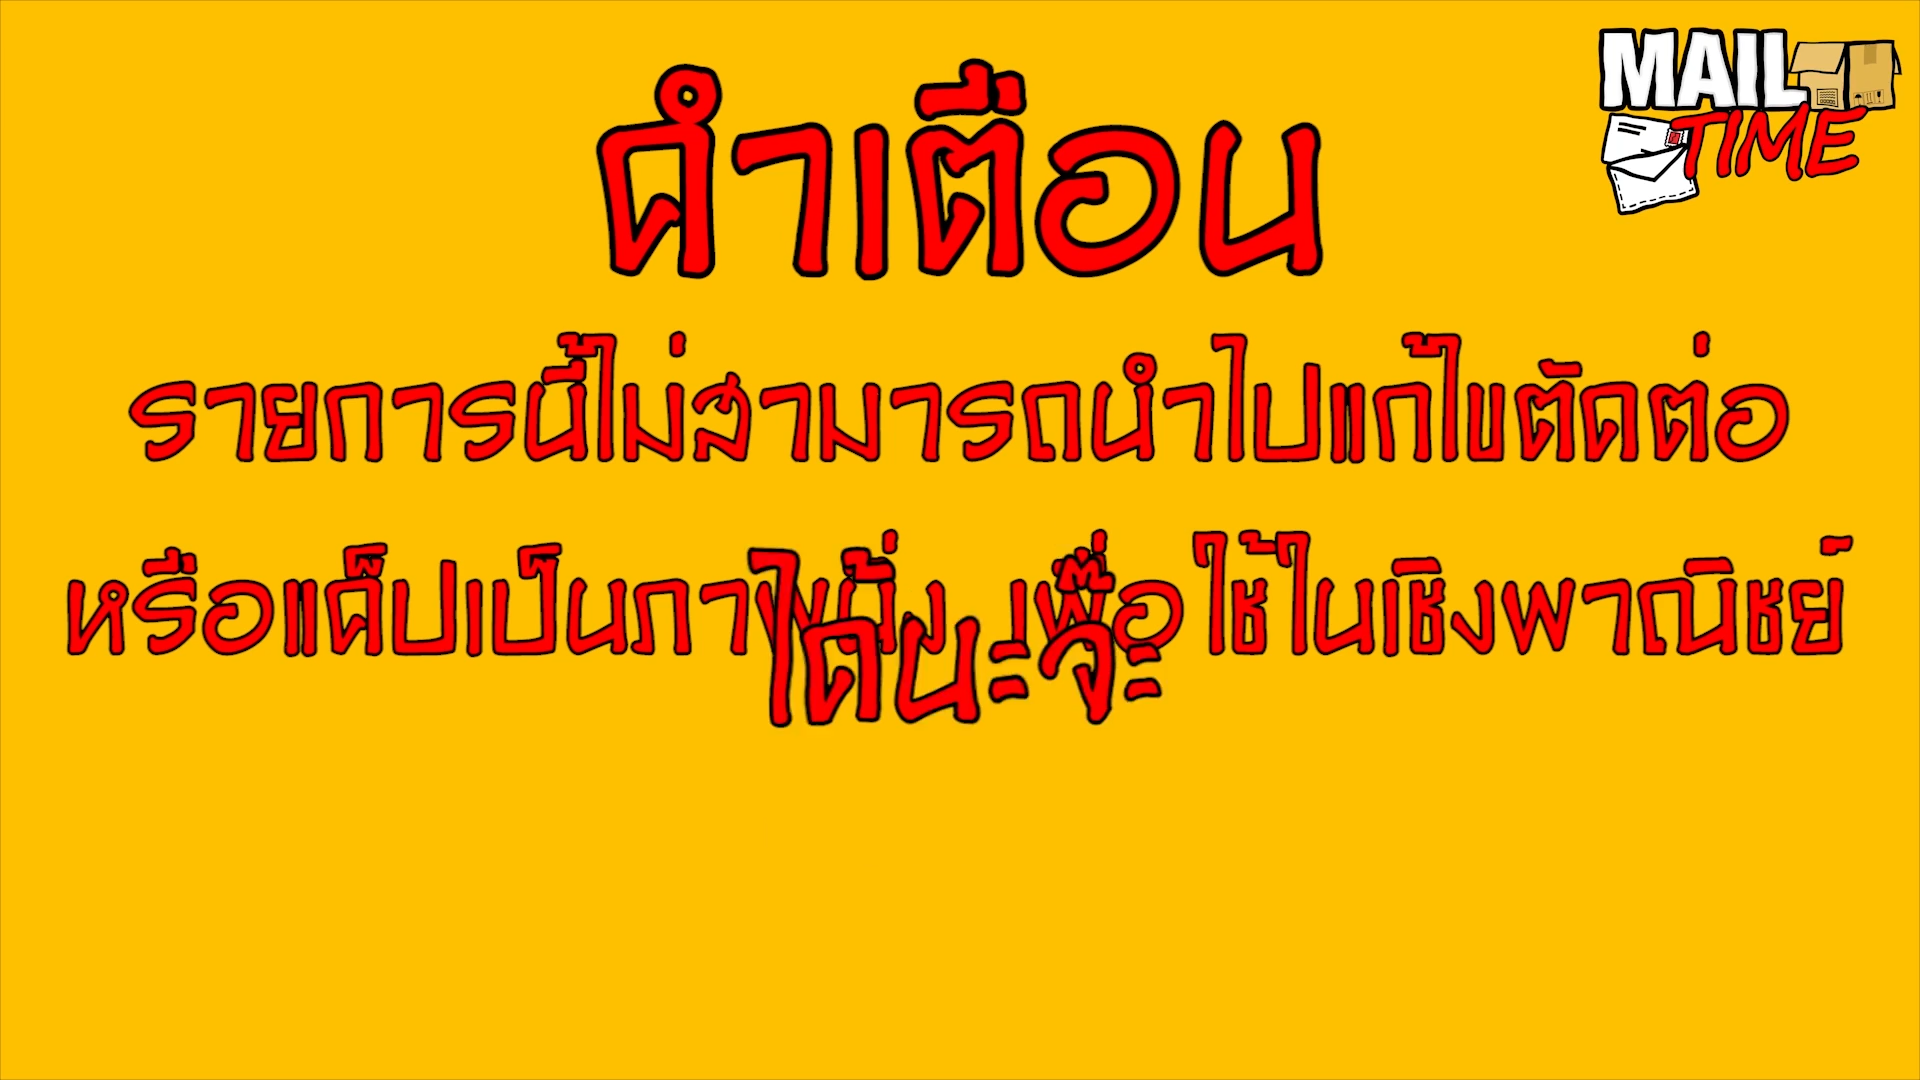 MAIL
TIME
คำเตือน
รายการนี้ไม่สามารถนำไปแก้ไขตัดต่อ
หรือแค็ปเป็นภาพนิ่ง เพื่อใช้ในเชิงพาณิชย์
ได้นะจ๊ะ